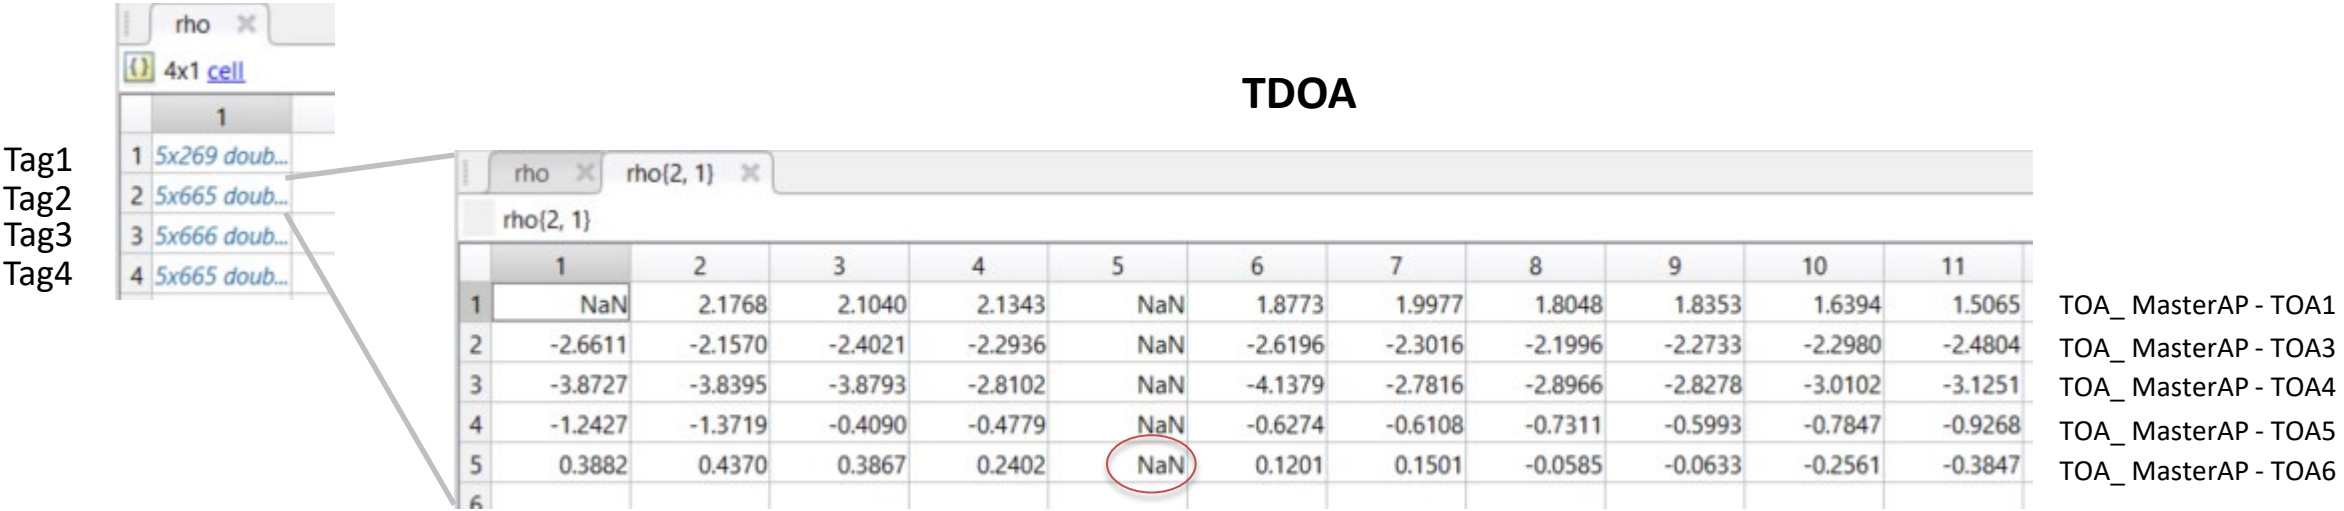 rho
{} 4x1 cell
TDOA
1
Tag1 1 5x269 doub...
Tag2 2 5x665 doub...
Tag3 3 5x666 doub...
Tag4 4 5x665 doub...
rho rho{2, 1}
rho{2, 1}
1 2 3 4 5 6 7 8 9 10 11
1 NaN 2.1768 2.1040 2.1343 NaN 1.8773 1.9977 1.8048 1.8353 1.6394 1.5065 TOA_ MasterAP - TOA1
2 -2.6611 -2.1570 -2.4021 -2.2936 NaN -2.6196 -2.3016 -2.1996 -2.2733 -2.2980 -2.4804 TOA_ MasterAP - TOA3
3 -3.8727 -3.8395 -3.8793 -2.8102 NaN -4.1379 -2.7816 -2.8966 -2.8278 -3.0102 -3.1251 TOA_ MasterAP - TOA4
4 -1.2427 -1.3719 -0.4090 -0.4779 NaN -0.6274 -0.6108 -0.7311 -0.5993 -0.7847 -0.9268 TOA_ MasterAP - TOA5
5 0.3882 0.4370 0.3867 0.2402 NaN 0.1201 0.1501 -0.0585 -0.0633 -0.2561 -0.3847 TOA_ MasterAP - TOA6
6